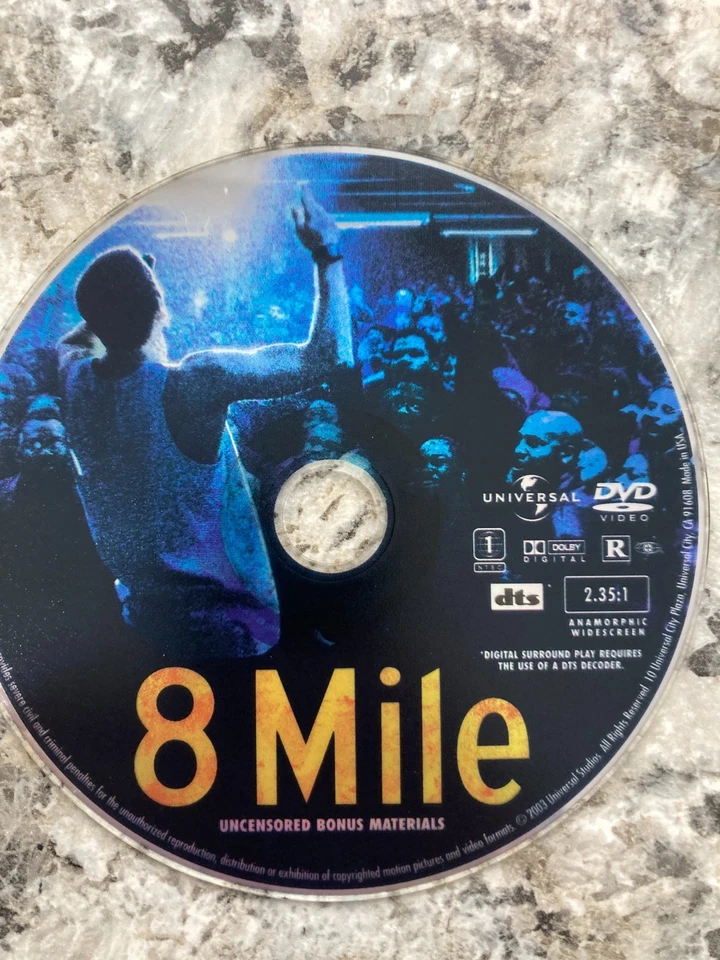 UNIVERSAL
DVD
VIDEO
1
NTSC
DOLBY
DIGITAL
R
dts
2.35:1
ANAMORPHIC
WIDESCREEN
*DIGITAL SURROUND PLAY REQUIRES
THE USE OF A DTS DECODER.
8 Mile
UNCENSORED BONUS MATERIALS
provides severe civil and criminal penalties for the unauthorized reproduction, distribution or exhibition of copyrighted motion pictures and video formats. © 2003 Universal Studios. All Rights Reserved. 10 Universal City Plaza, Universal City, CA 91608. Made in USA.